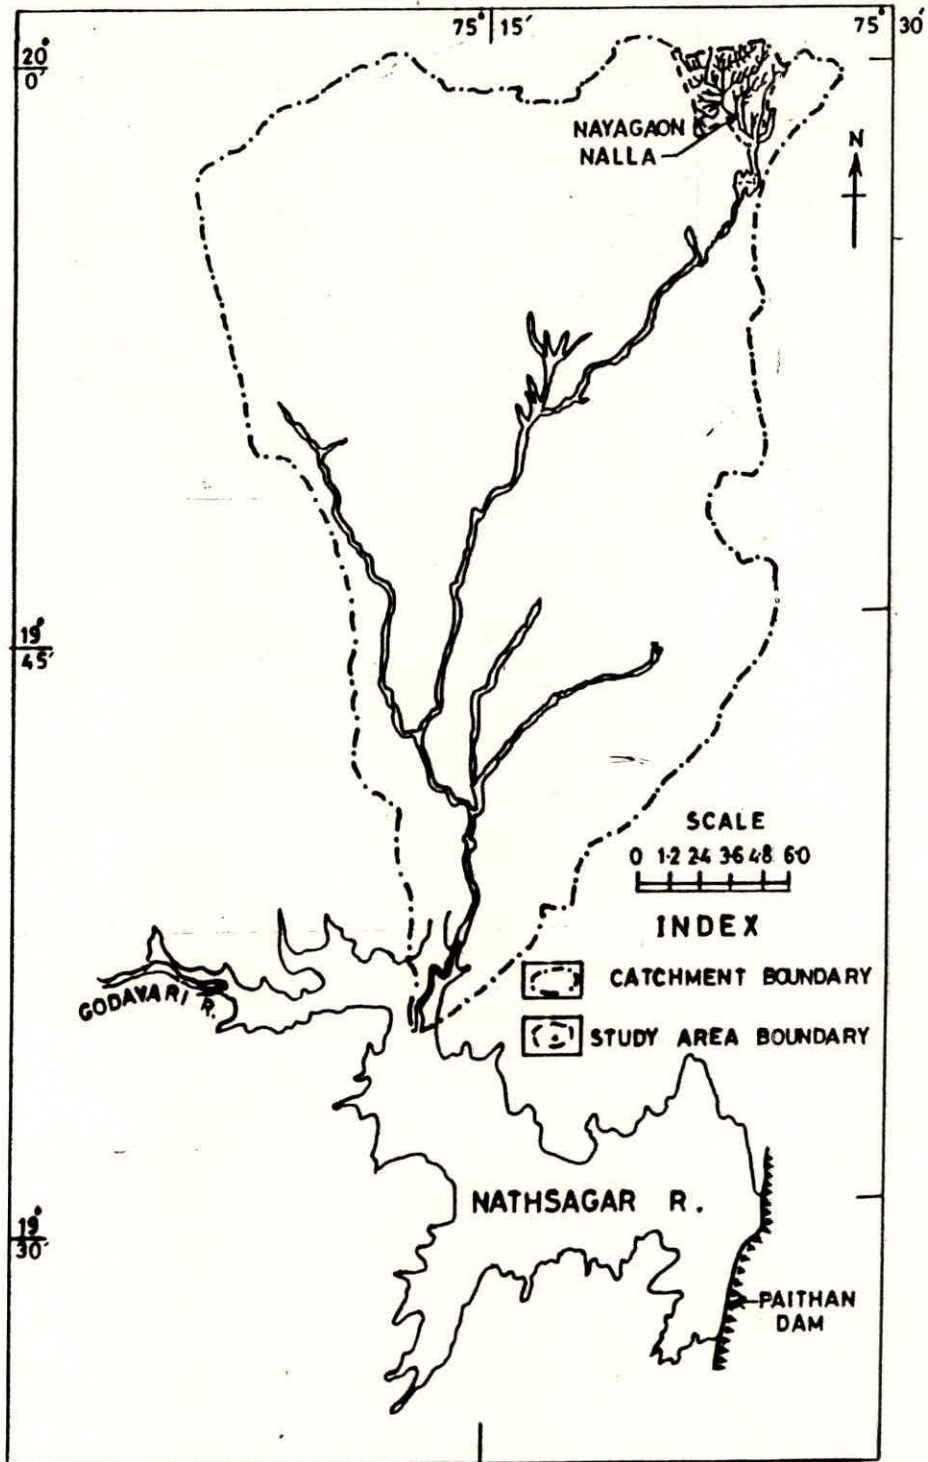 75° 15'
75° 30'
20°
0'
NAYAGAON
NALLA
N
19°
45'
SCALE
0 1·2 2·4 3·6 4·8 6·0
INDEX
CATCHMENT BOUNDARY
GODAVARI R.
STUDY AREA BOUNDARY
NATHSAGAR R.
19°
30'
PAITHAN
DAM